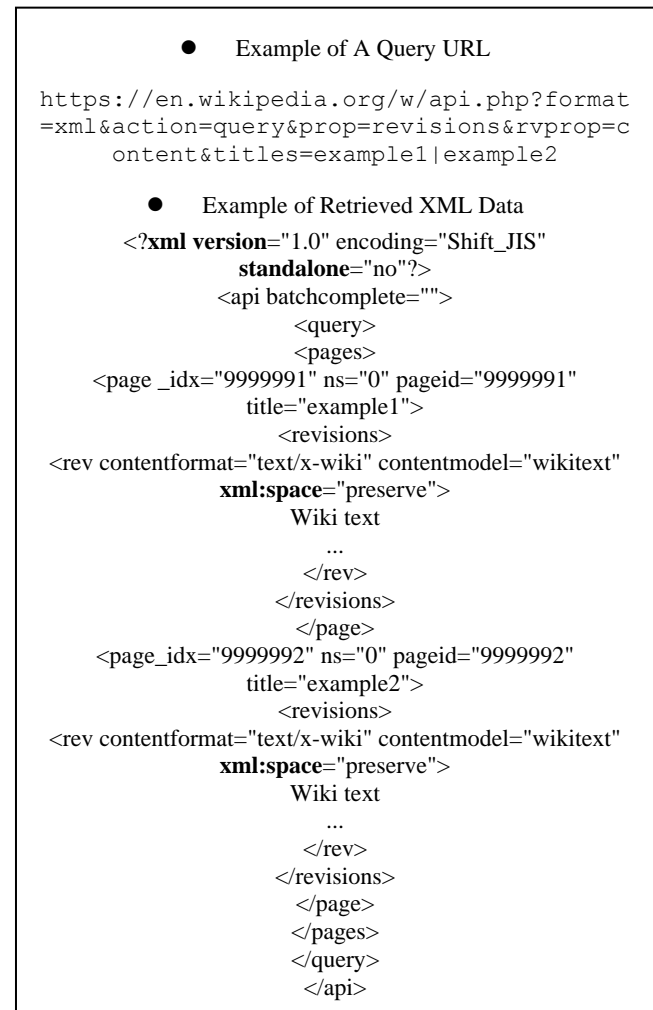 ● Example of A Query URL
https://en.wikipedia.org/w/api.php?format
=xml&action=query&prop=revisions&rvprop=c
ontent&titles=example1|example2
● Example of Retrieved XML Data
<?xml version="1.0" encoding="Shift_JIS"
standalone="no"?>
<api batchcomplete="">
<query>
<pages>
<page _idx="9999991" ns="0" pageid="9999991"
title="example1">
<revisions>
<rev contentformat="text/x-wiki" contentmodel="wikitext"
xml:space="preserve">
Wiki text
...
</rev>
</revisions>
</page>
<page_idx="9999992" ns="0" pageid="9999992"
title="example2">
<revisions>
<rev contentformat="text/x-wiki" contentmodel="wikitext"
xml:space="preserve">
Wiki text
...
</rev>
</revisions>
</page>
</pages>
</query>
</api>